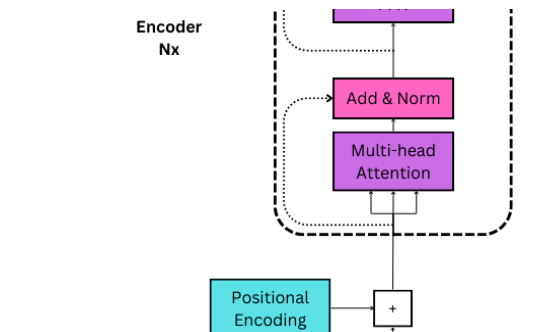 Encoder
Nx
Add & Norm
Multi-head
Attention
Positional
Encoding
+